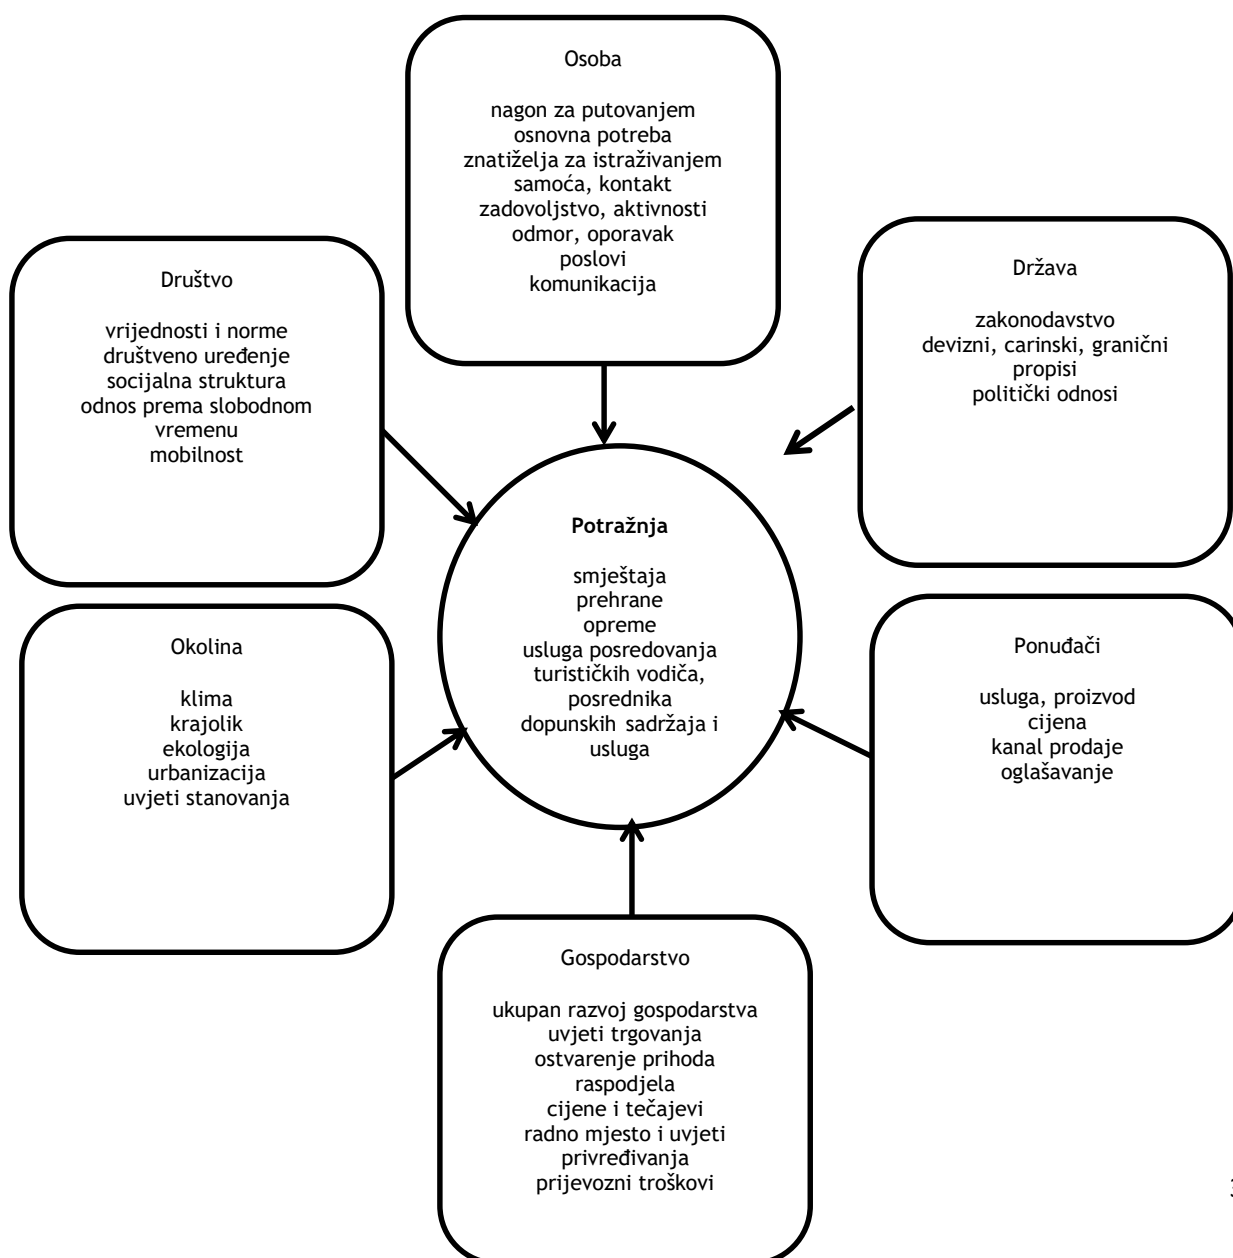 Osoba
nagon za putovanjem
osnovna potreba
znatiželja za istraživanjem
samoća, kontakt
zadovoljstvo, aktivnosti
odmor, oporavak
poslovi
komunikacija
Društvo
vrijednosti i norme
društveno uređenje
socijalna struktura
odnos prema slobodnom
vremenu
mobilnost
Država
zakonodavstvo
devizni, carinski, granični
propisi
politički odnosi
Potražnja
smještaja
prehrane
opreme
usluga posredovanja
turističkih vodiča,
posrednika
dopunskih sadržaja i
usluga
Okolina
klima
krajolik
ekologija
urbanizacija
uvjeti stanovanja
Ponuđači
usluga, proizvod
cijena
kanal prodaje
oglašavanje
Gospodarstvo
ukupan razvoj gospodarstva
uvjeti trgovanja
ostvarenje prihoda
raspodjela
cijene i tečajevi
radno mjesto i uvjeti
privređivanja
prijevozni troškovi